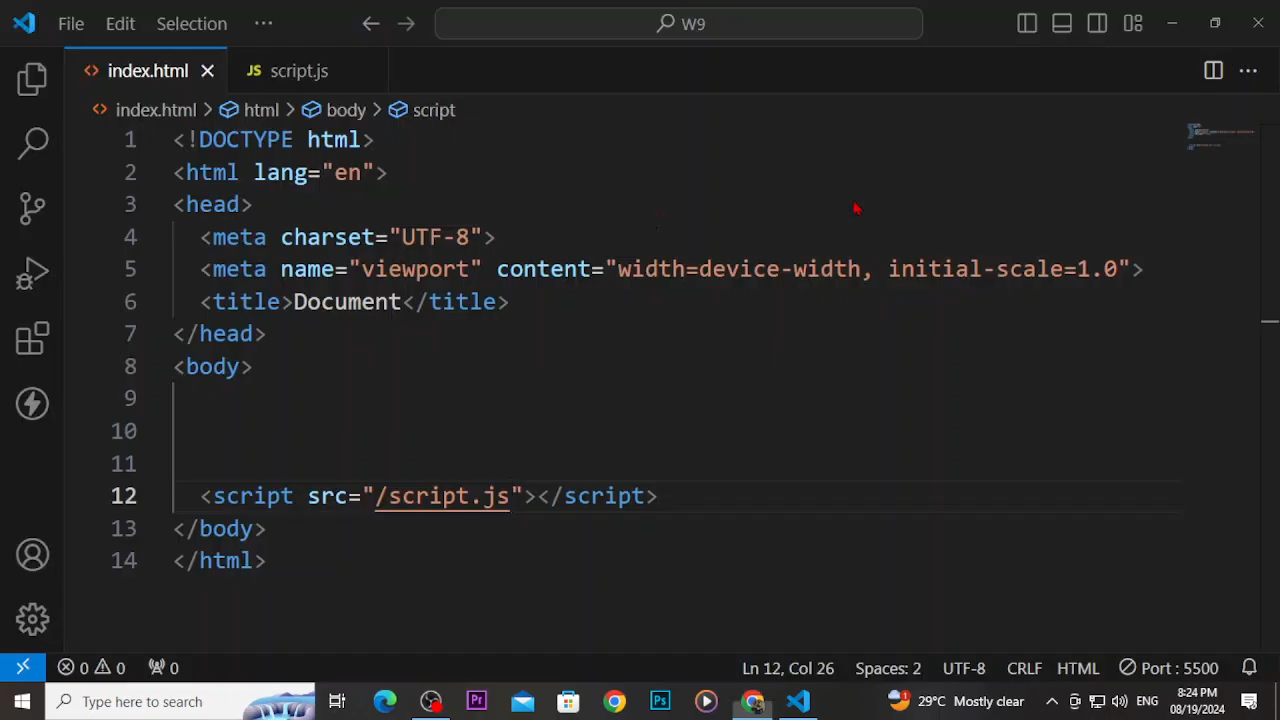 File Edit Selection ··· W9
index.html JS script.js
index.html > html > body > script
1 <!DOCTYPE html>
2 <html lang="en">
3 <head>
4 <meta charset="UTF-8">
5 <meta name="viewport" content="width=device-width, initial-scale=1.0">
6 <title>Document</title>
7 </head>
8 <body>
9
10
11
12 <script src="/script.js"></script>
13 </body>
14 </html>
0 0 0 Ln 12, Col 26 Spaces: 2 UTF-8 CRLF HTML Port : 5500
Type here to search Pr Ps 1 29°C Mostly clear ENG 8:24 PM
08/19/2024